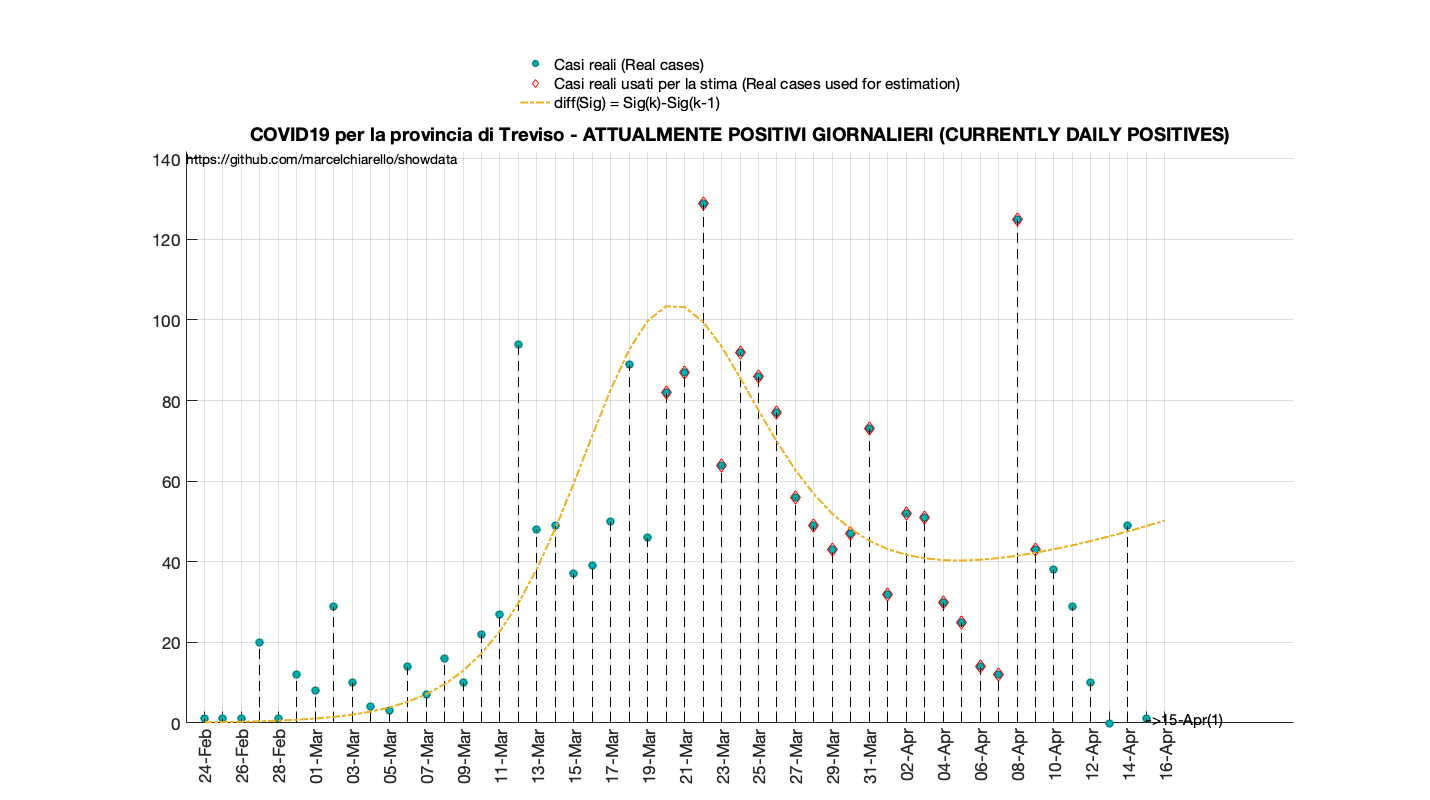 Casi reali (Real cases)
Casi reali usati per la stima (Real cases used for estimation)
diff(Sig) = Sig(k)-Sig(k-1)
COVID19 per la provincia di Treviso - ATTUALMENTE POSITIVI GIORNALIERI (CURRENTLY DAILY POSITIVES)
https://github.com/marcelchiarello/showdata
140
120
100
80
60
40
20
0
->15-Apr(1)
24-Feb
26-Feb
28-Feb
01-Mar
03-Mar
05-Mar
07-Mar
09-Mar
11-Mar
13-Mar
15-Mar
17-Mar
19-Mar
21-Mar
23-Mar
25-Mar
27-Mar
29-Mar
31-Mar
02-Apr
04-Apr
06-Apr
08-Apr
10-Apr
12-Apr
14-Apr
16-Apr